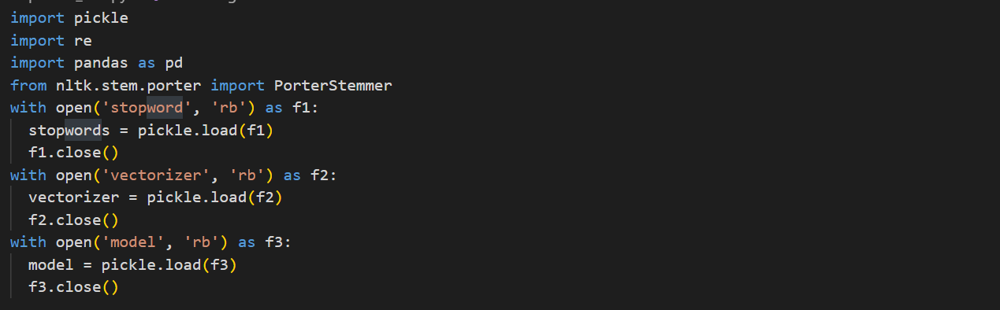 import pickle
import re
import pandas as pd
from nltk.stem.porter import PorterStemmer
with open('stopword', 'rb') as f1:
  stopwords = pickle.load(f1)
  f1.close()
with open('vectorizer', 'rb') as f2:
  vectorizer = pickle.load(f2)
  f2.close()
with open('model', 'rb') as f3:
  model = pickle.load(f3)
  f3.close()